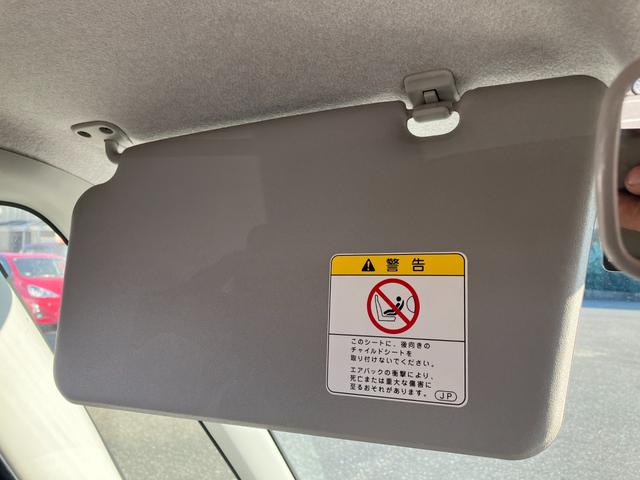 警告
このシートに、後向きの
チャイルドシートを
取り付けないでください。
エアバックの衝撃により、
死亡または重大な傷害に
至るおそれがあります。
JP